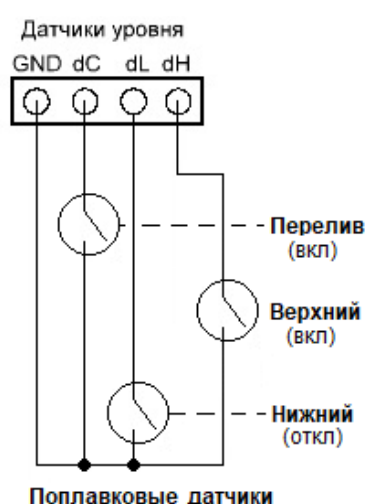 Датчики уровня
GND dC dL dH
Перелив
(вкл)
Верхний
(вкл)
Нижний
(откл)
Поплавковые датчики